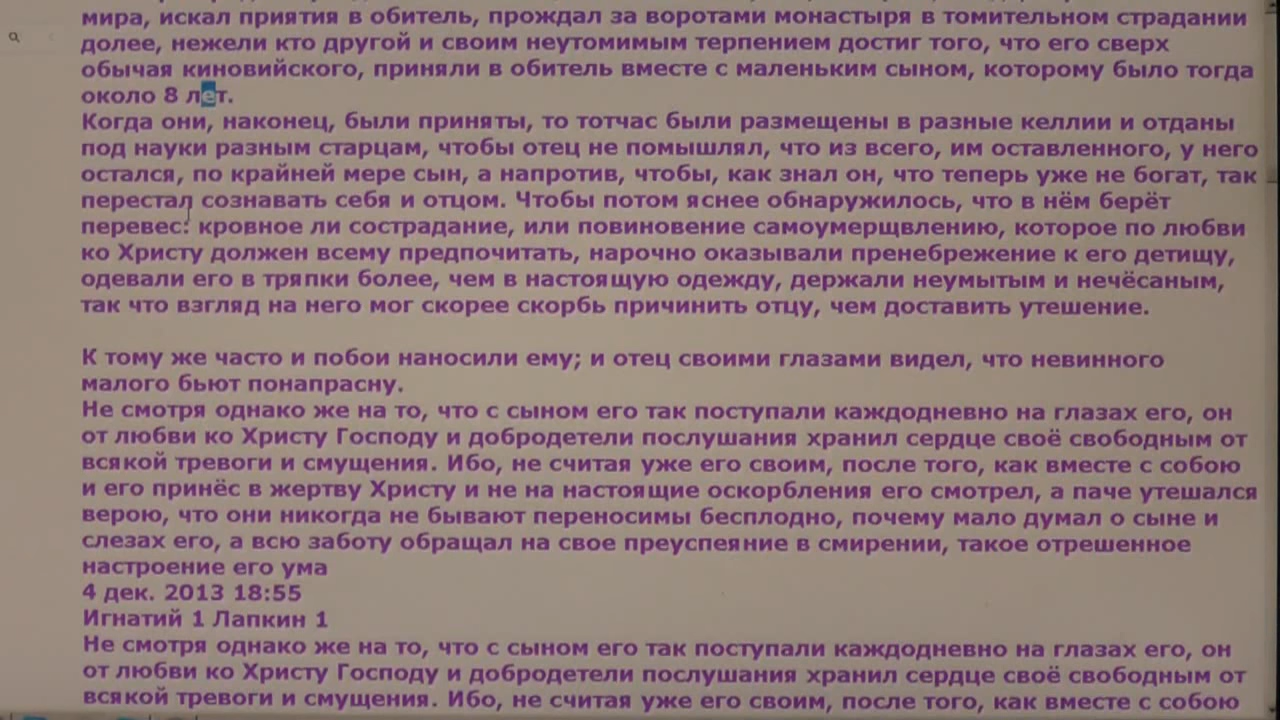 мира, искал приятия в обитель, прождал за воротами монастыря в томительном страдании
долее, нежели кто другой и своим неутомимым терпением достиг того, что его сверх
обычая киновийского, приняли в обитель вместе с маленьким сыном, которому было тогда
около 8 лет.
Когда они, наконец, были приняты, то тотчас были размещены в разные келлии и отданы
под науки разным старцам, чтобы отец не помышлял, что из всего, им оставленного, у него
остался, по крайней мере сын, а напротив, чтобы, как знал он, что теперь уже не богат, так
перестал сознавать себя и отцом. Чтобы потом яснее обнаружилось, что в нём берёт
перевес: кровное ли сострадание, или повиновение самоумерщвлению, которое по любви
ко Христу должен всему предпочитать, нарочно оказывали пренебрежение к его детищу,
одевали его в тряпки более, чем в настоящую одежду, держали неумытым и нечёсаным,
так что взгляд на него мог скорее скорбь причинить отцу, чем доставить утешение.
К тому же часто и побои наносили ему; и отец своими глазами видел, что невинного
малого бьют понапрасну.
Не смотря однако же на то, что с сыном его так поступали каждодневно на глазах его, он
от любви ко Христу Господу и добродетели послушания хранил сердце своё свободным от
всякой тревоги и смущения. Ибо, не считая уже его своим, после того, как вместе с собою
и его принёс в жертву Христу и не на настоящие оскорбления его смотрел, а паче утешался
верою, что они никогда не бывают переносимы бесплодно, почему мало думал о сыне и
слезах его, а всю заботу обращал на свое преуспеяние в смирении, такое отрешенное
настроение его ума
4 дек. 2013 18:55
Игнатий 1 Лапкин 1
Не смотря однако же на то, что с сыном его так поступали каждодневно на глазах его, он
от любви ко Христу Господу и добродетели послушания хранил сердце своё свободным от
всякой тревоги и смущения. Ибо, не считая уже его своим, после того, как вместе с собою